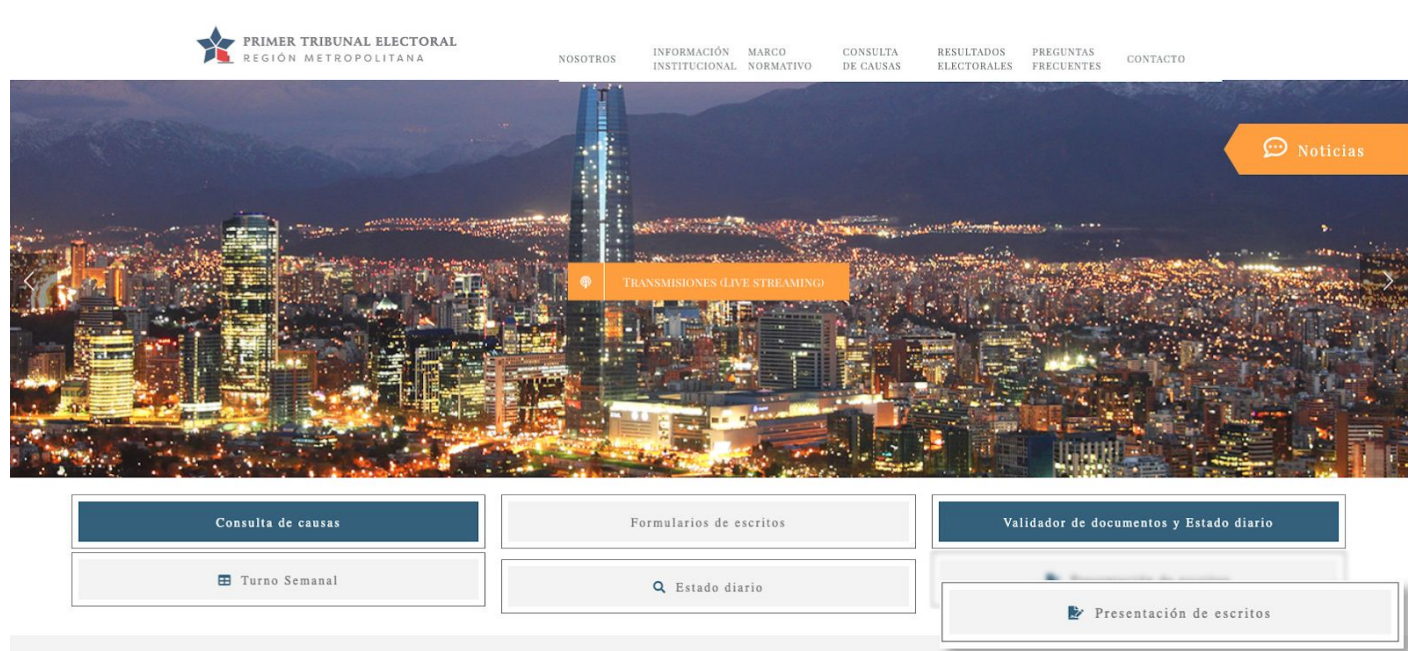 PRIMER TRIBUNAL ELECTORAL
REGIÓN METROPOLITANA
NOSOTROS
INFORMACIÓN
INSTITUCIONAL
MARCO
NORMATIVO
CONSULTA
DE CAUSAS
RESULTADOS
ELECTORALES
PREGUNTAS
FRECUENTES
CONTACTO
Noticias
TRANSMISIONES (LIVE STREAMING)
Consulta de causas
Formularios de escritos
Validador de documentos y Estado diario
Turno Semanal
Estado diario
Presentación de escritos